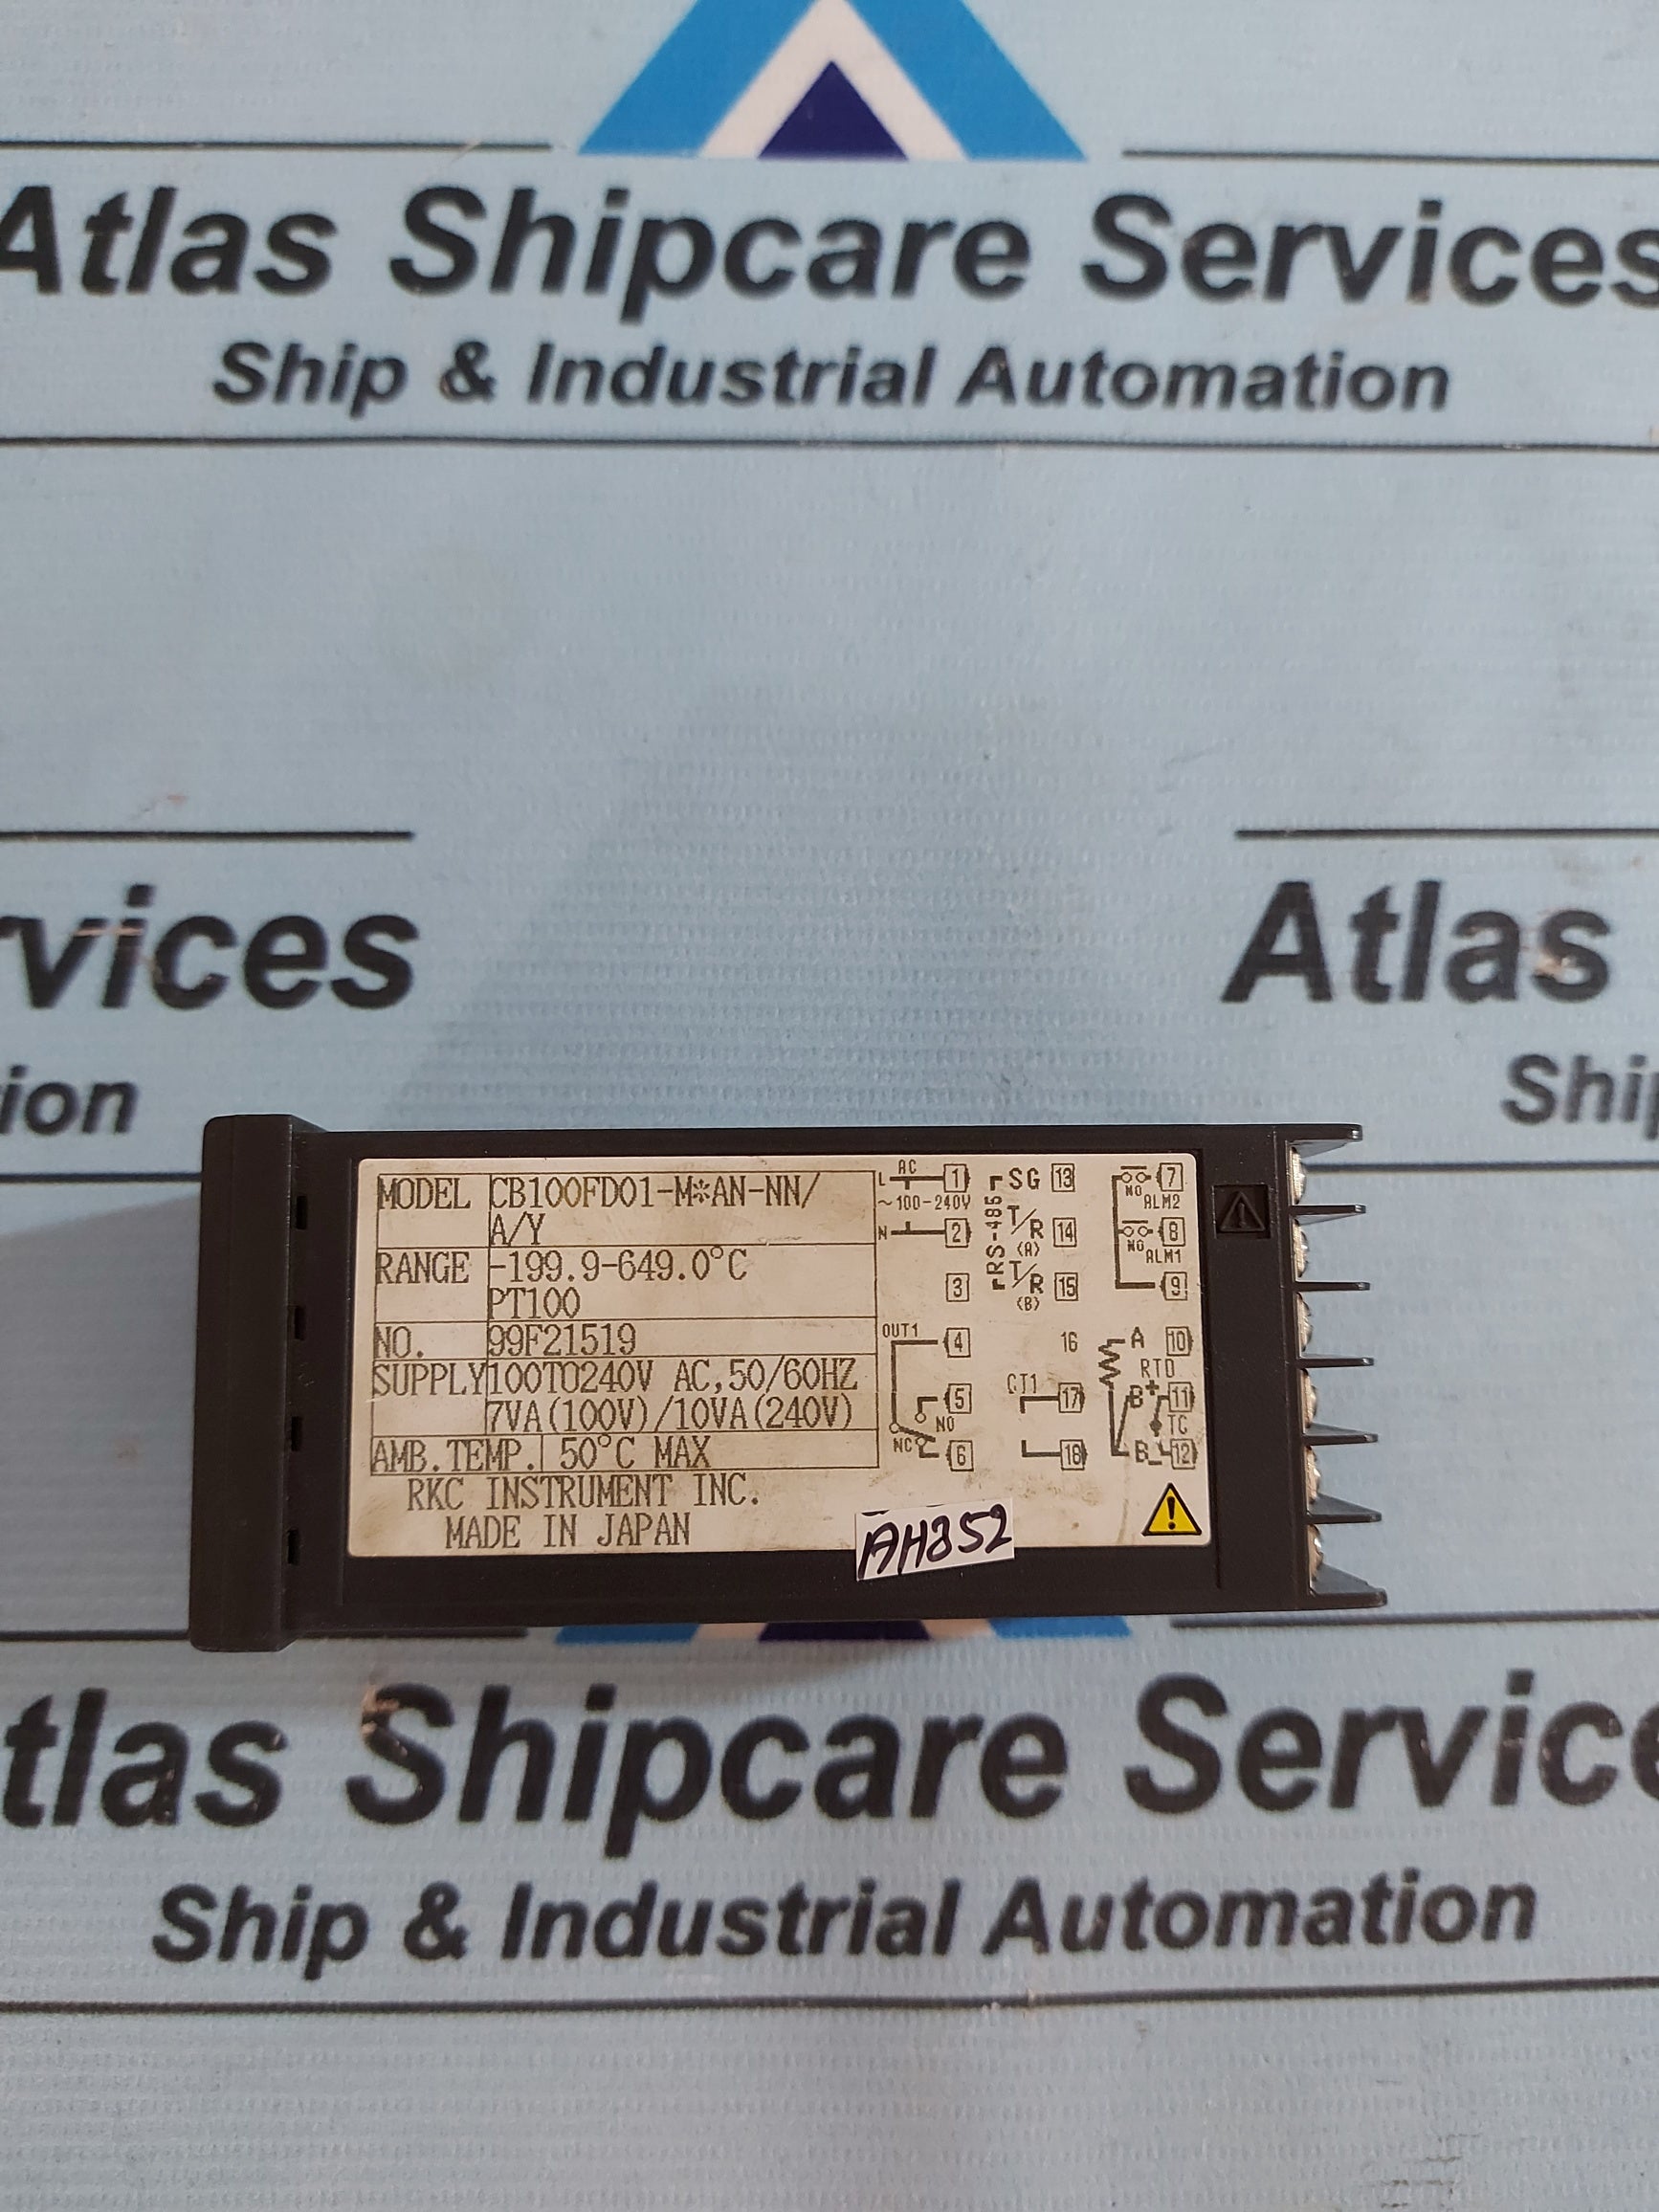 Atlas Shipcare Services
Ship & Industrial Automation
rvices
Atlas
ion
Ship
MODEL CB100FD01-M*AN-NN/
A/Y
RANGE -199.9-649.0°C
PT100
NO. 99F21519
SUPPLY 100TO240V AC,50/60HZ
7VA(100V)/10VA(240V)
AMB.TEMP. 50°C MAX
RKC INSTRUMENT INC.
MADE IN JAPAN
AC
L 1
~100-240V
N 2
3
OUT1 4
5
NO
NC 6
RS-485
SG 13
T/R 14
(A)
T/R 15
(B)
16
CT1 17
18
7
NO ALM2
8
NO ALM1
9
A 10
RTD
B + 11
TC
B - 12
AH852
tlas Shipcare Service
Ship & Industrial Automation